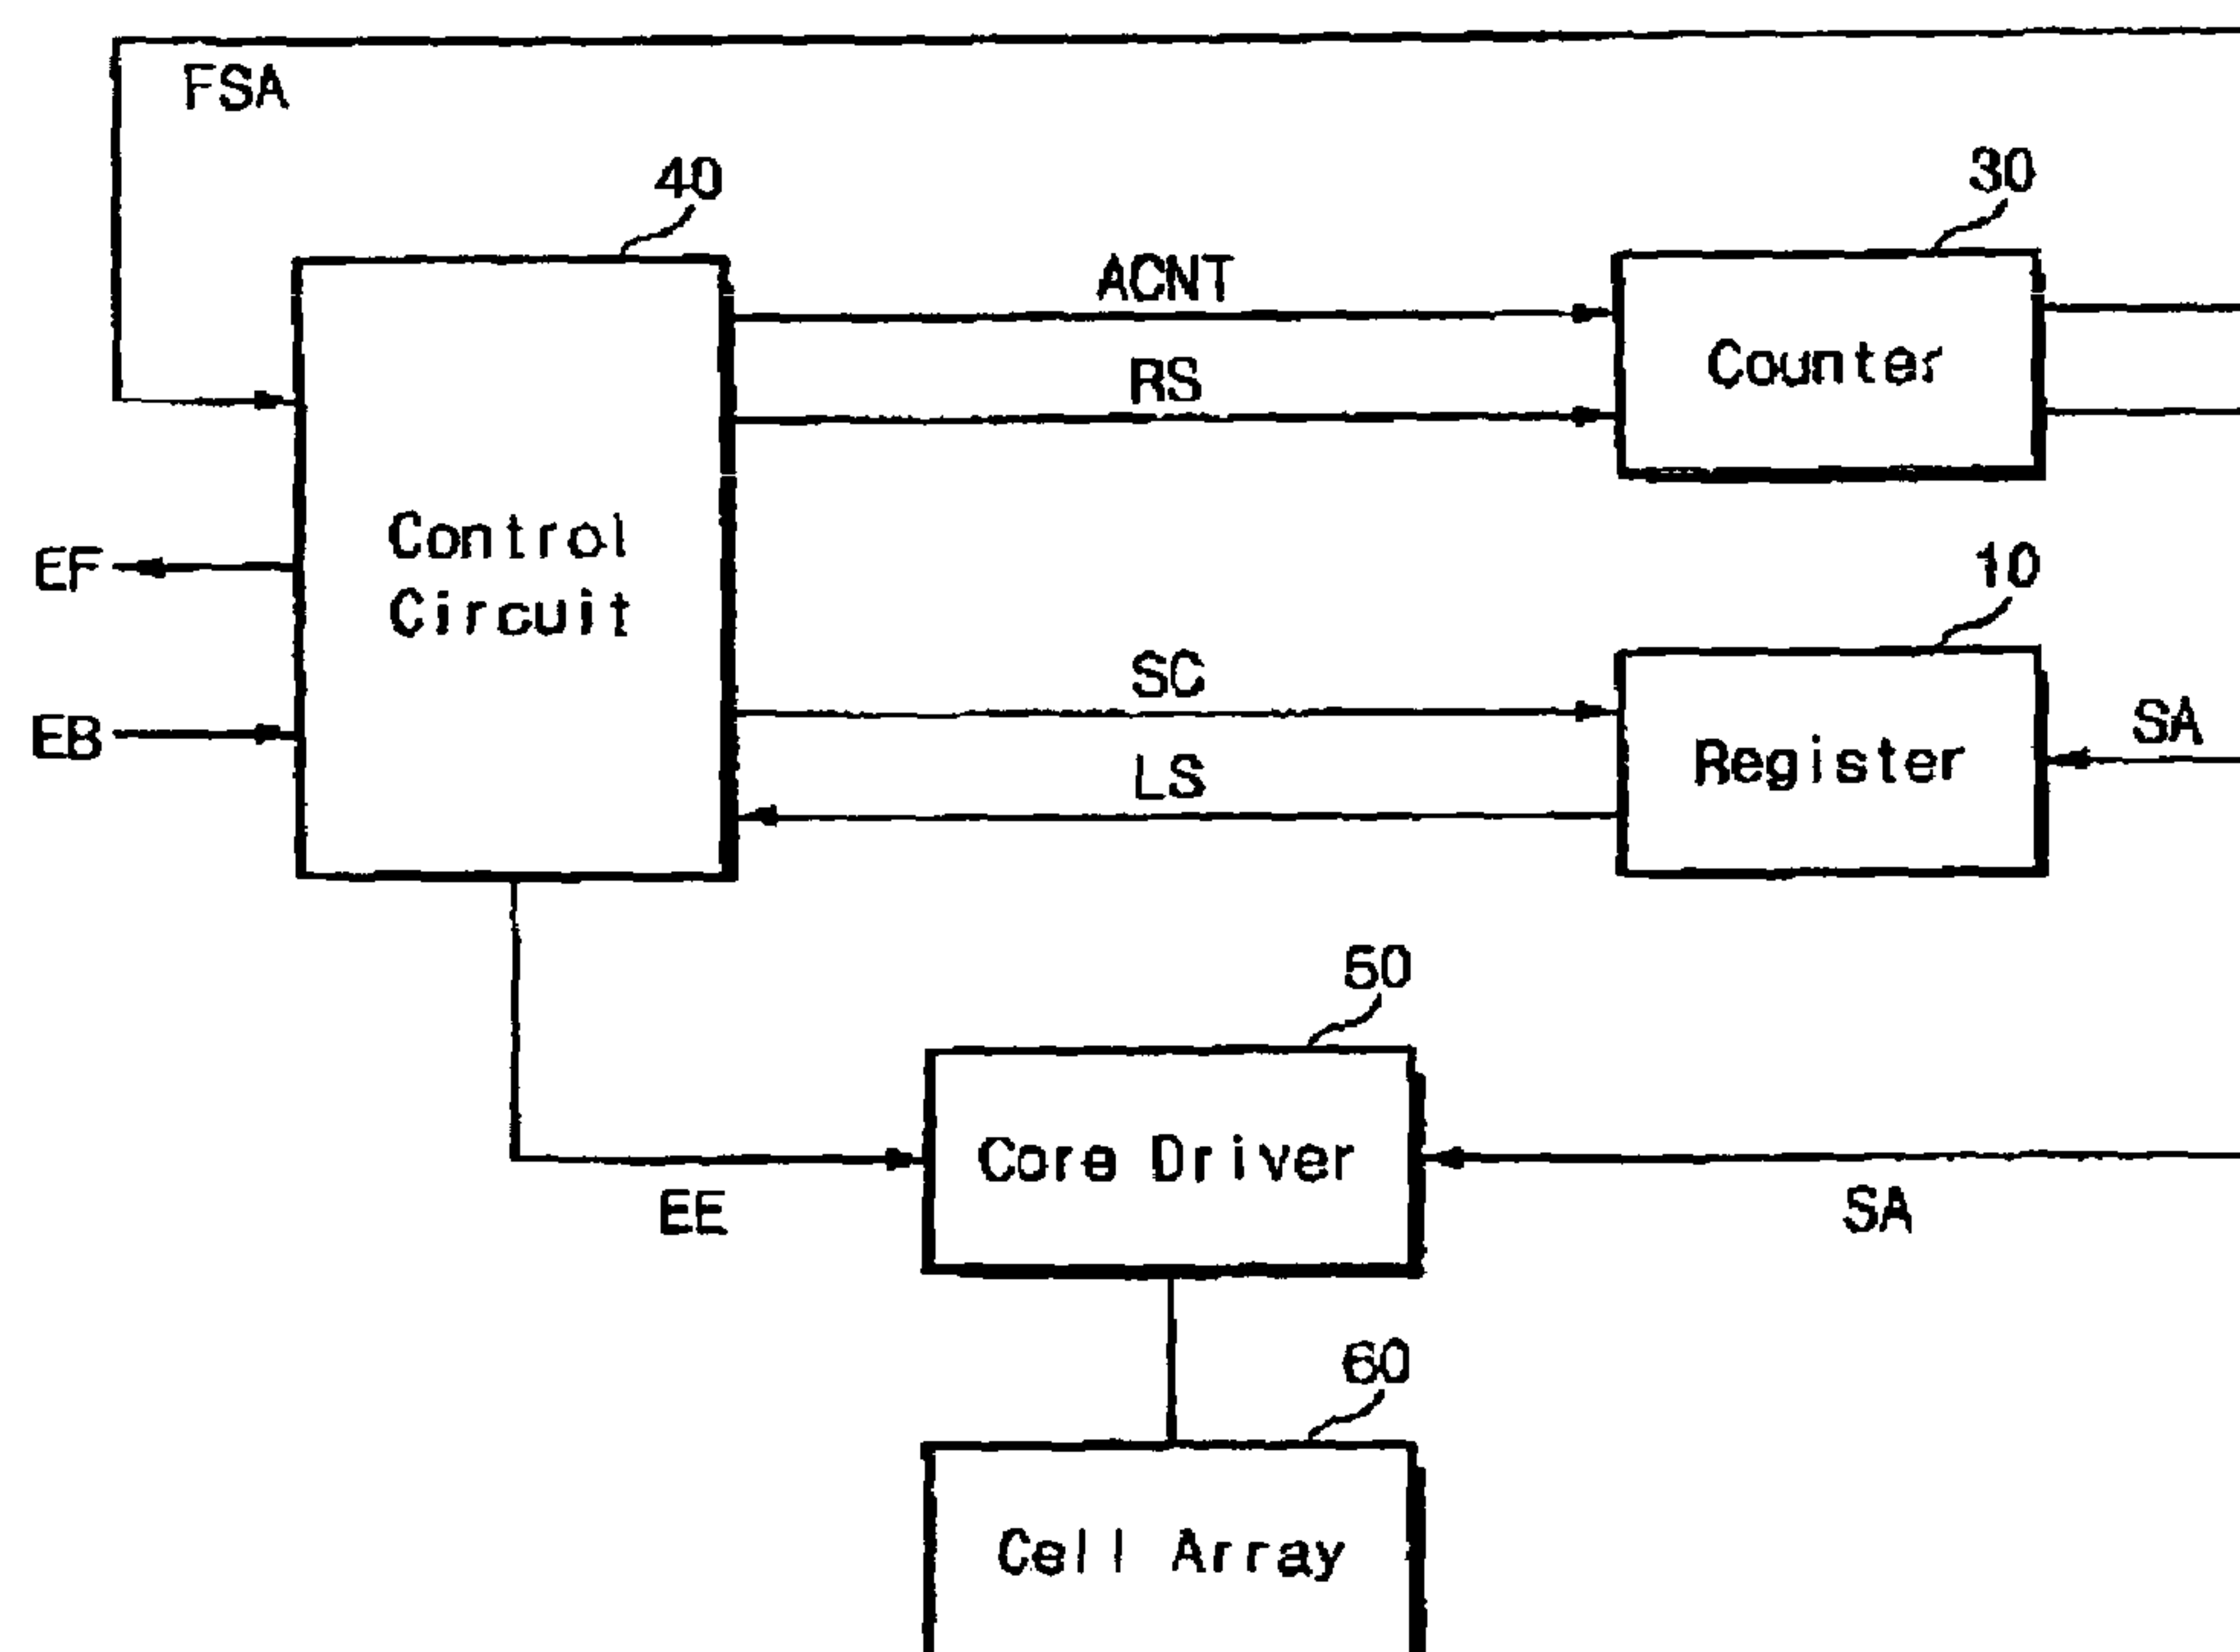 FSA
40
30
ACNT
RS
Counter
Control
Circuit
EF
10
SC
SA
EB
Register
LS
50
Core Driver
EE
SA
60
Cell Array